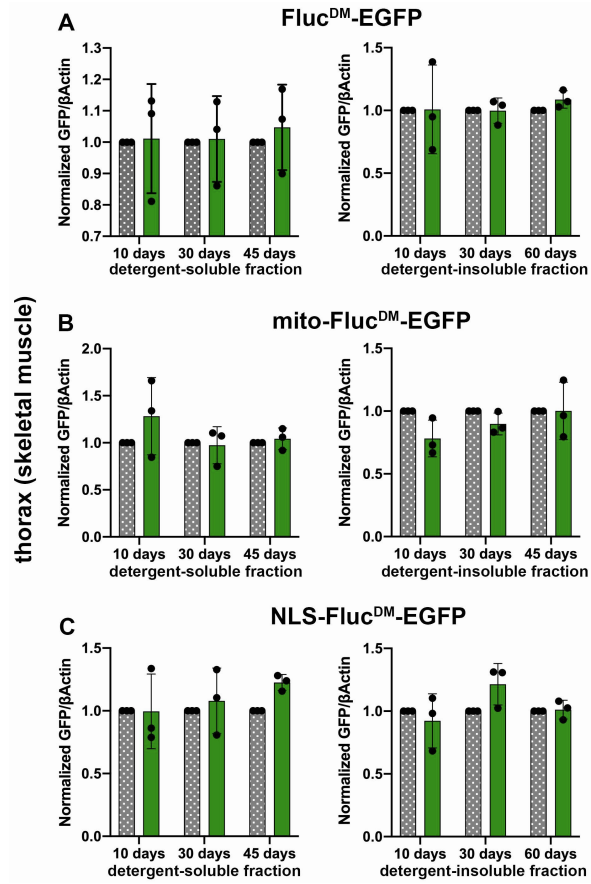 A
Fluc^DM-EGFP
thorax (skeletal muscle)
Normalized GFP/βActin
1.3
1.2
1.1
1.0
0.9
0.8
0.7
10 days 30 days 45 days
detergent-soluble fraction
Normalized GFP/βActin
1.5
1.0
0.5
0.0
10 days 30 days 60 days
detergent-insoluble fraction
B
mito-Fluc^DM-EGFP
Normalized GFP/βActin
2.0
1.5
1.0
0.5
0.0
10 days 30 days 45 days
detergent-soluble fraction
Normalized GFP/βActin
1.5
1.0
0.5
0.0
10 days 30 days 45 days
detergent-insoluble fraction
C
NLS-Fluc^DM-EGFP
Normalized GFP/βActin
1.5
1.0
0.5
0.0
10 days 30 days 45 days
detergent-soluble fraction
Normalized GFP/βActin
1.5
1.0
0.5
0.0
10 days 30 days 60 days
detergent-insoluble fraction